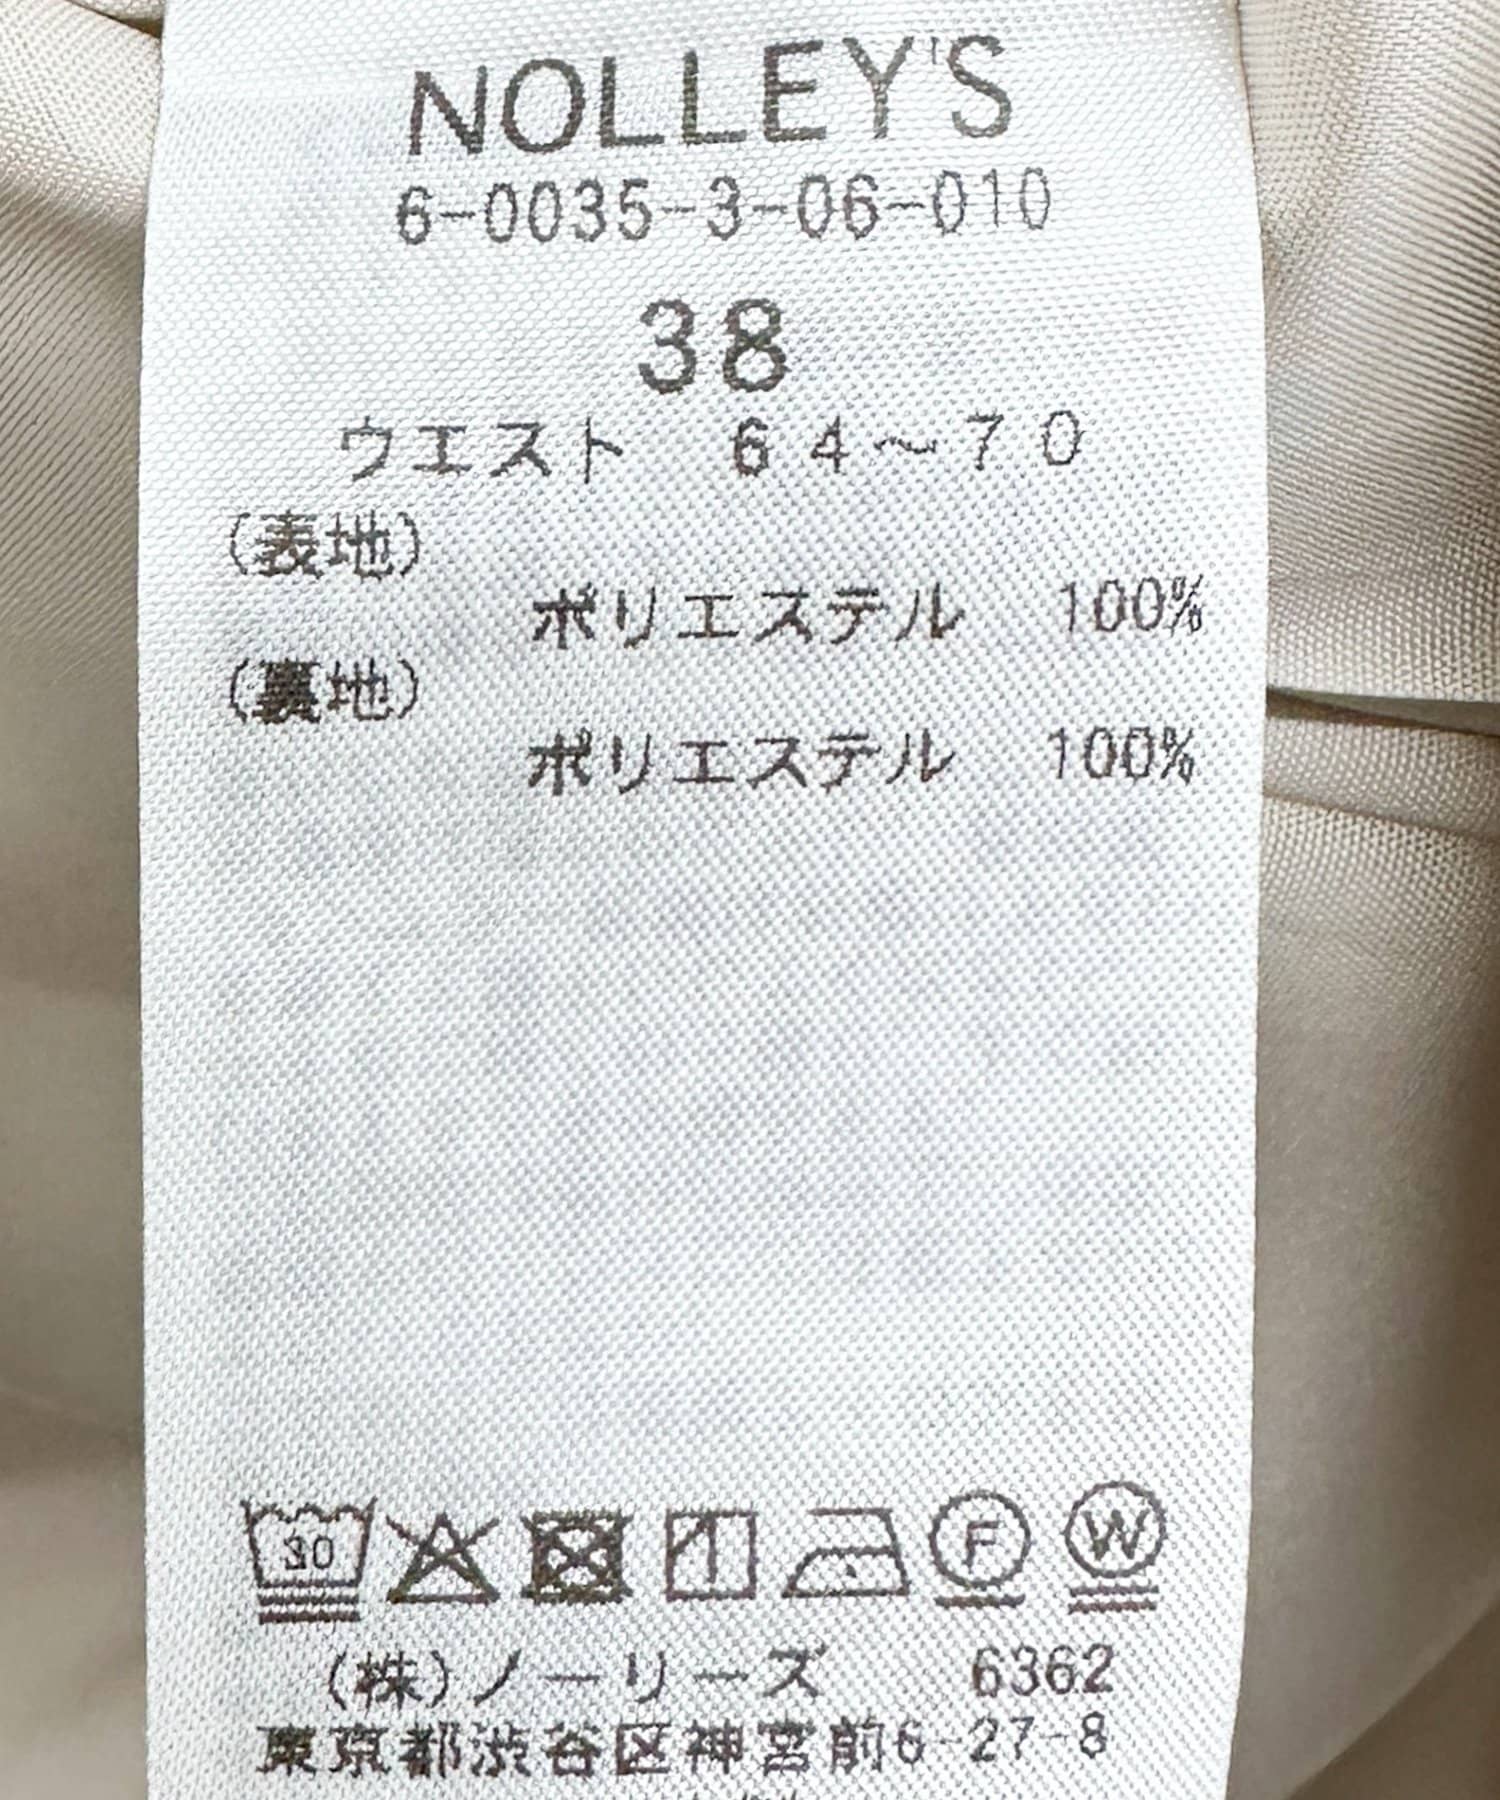 NOLLEY'S
6-0035-3-06-010
38
ウエスト 64～70
(表地)
ポリエステル 100%
(裏地)
ポリエステル 100%
30
F W
(株)ノーリーズ 6362
東京都渋谷区神宮前6-27-8